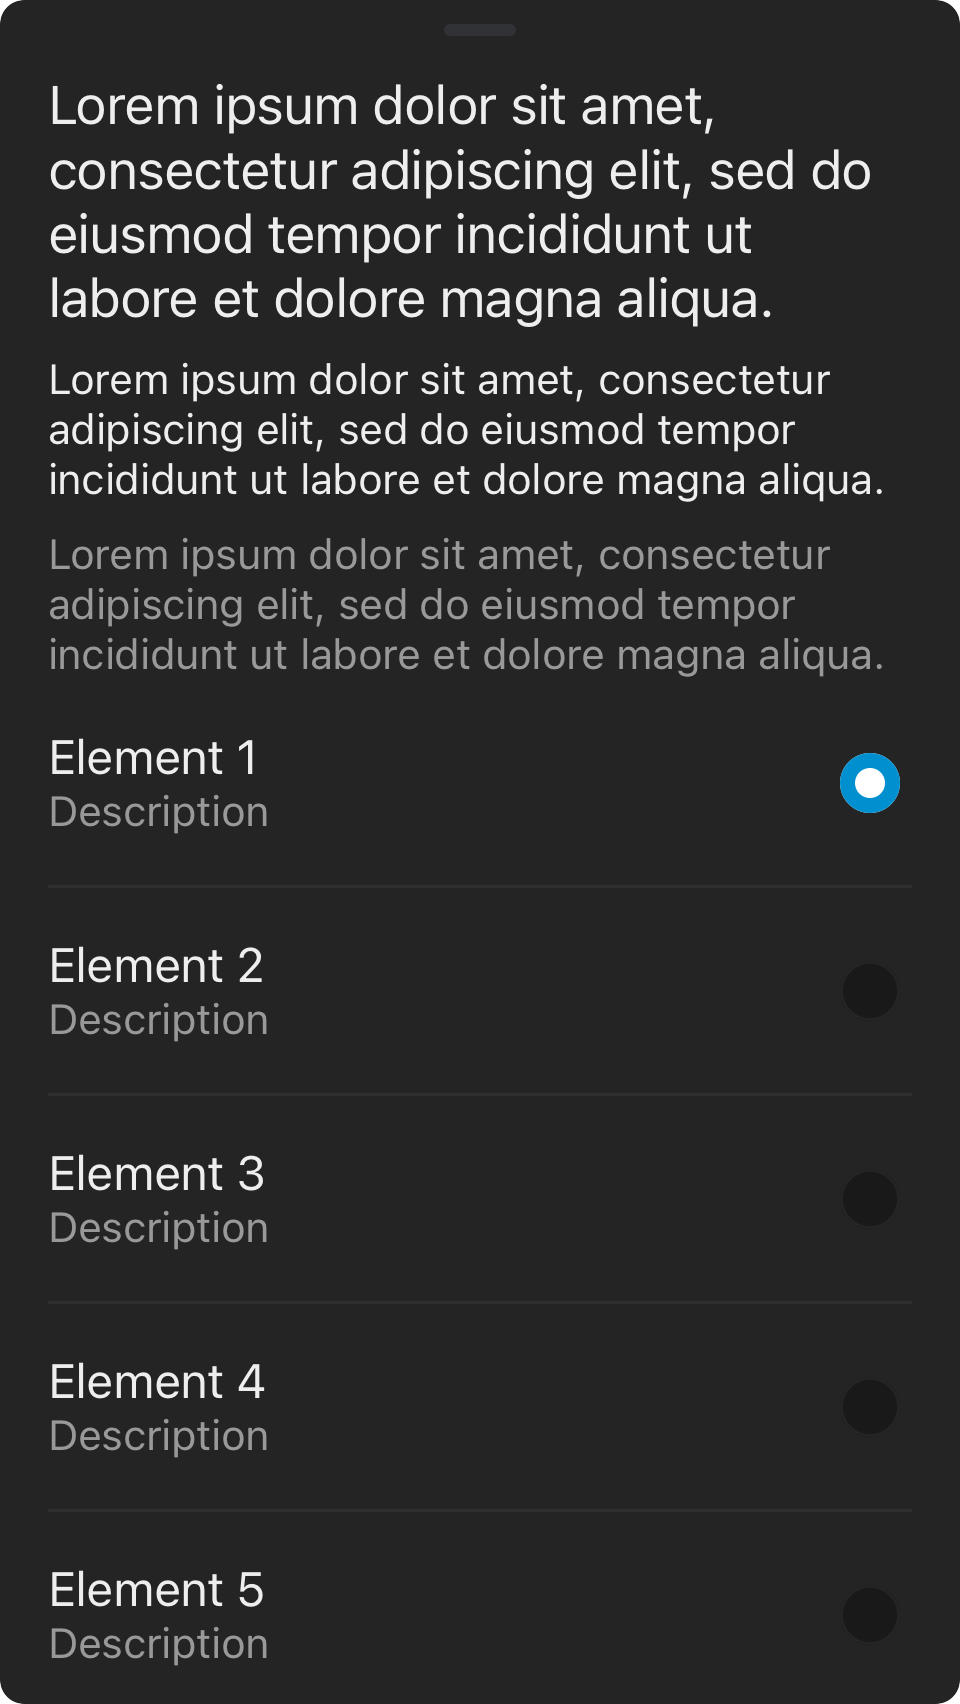 Lorem ipsum dolor sit amet,
consectetur adipiscing elit, sed do
eiusmod tempor incididunt ut
labore et dolore magna aliqua.
Lorem ipsum dolor sit amet, consectetur
adipiscing elit, sed do eiusmod tempor
incididunt ut labore et dolore magna aliqua.
Lorem ipsum dolor sit amet, consectetur
adipiscing elit, sed do eiusmod tempor
incididunt ut labore et dolore magna aliqua.
Element 1
Description
Element 2
Description
Element 3
Description
Element 4
Description
Element 5
Description